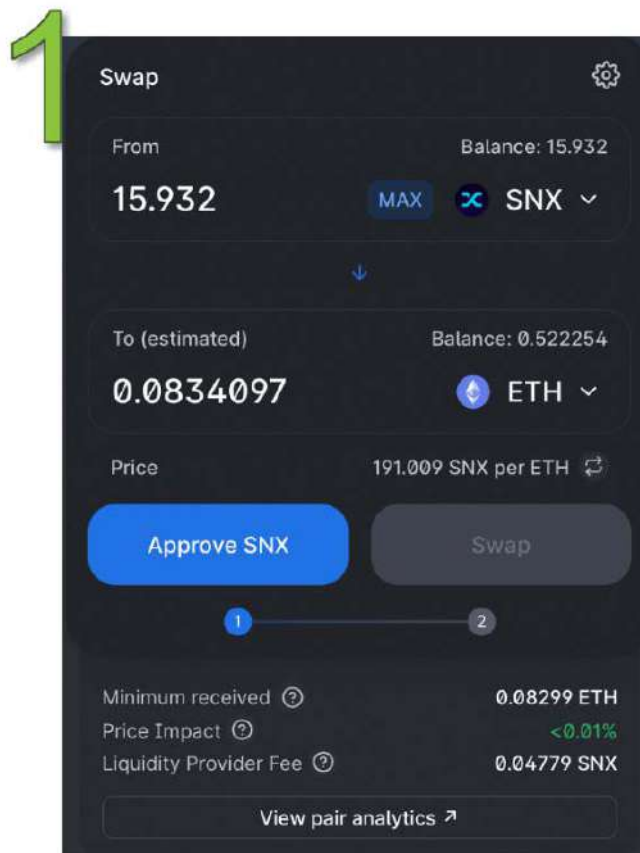 1
Swap
From Balance: 15.932
15.932 MAX SNX
To (estimated) Balance: 0.522254
0.0834097 ETH
Price 191.009 SNX per ETH
Approve SNX Swap
1 2
Minimum received ? 0.08299 ETH
Price Impact ? <0.01%
Liquidity Provider Fee ? 0.04779 SNX
View pair analytics ↗